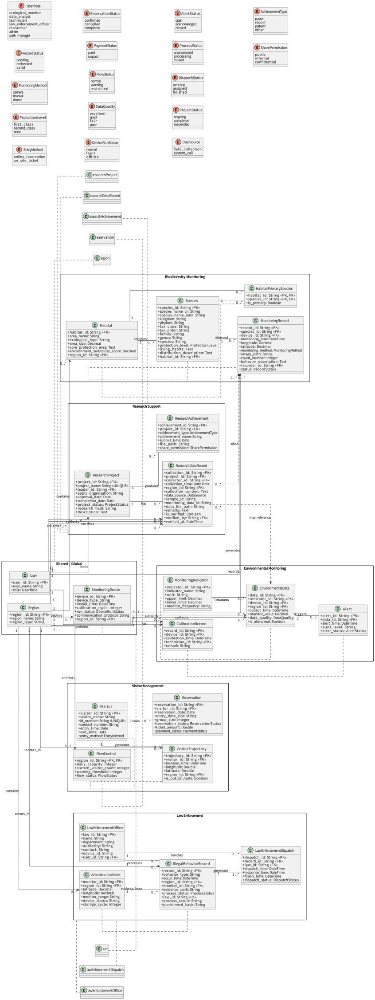 UserRole
ecological_monitor
data_analyst
technician
law_enforcement_officer
researcher
admin
park_manager
ReservationStatus
confirmed
cancelled
completed
AlertStatus
open
acknowledged
closed
AchievementType
paper
report
patent
other
RecordStatus
pending
rechecked
valid
PaymentStatus
paid
unpaid
ProcessStatus
unprocessed
processing
closed
SharePermission
public
internal
confidential
MonitoringMethod
camera
manual
drone
FlowStatus
normal
warning
restricted
DispatchStatus
pending
assigned
finished
ProtectionLevel
first_class
second_class
none
DataQuality
excellent
good
fair
poor
ProjectStatus
ongoing
completed
suspended
EntryMethod
online_reservation
on_site_ticket
DeviceRunStatus
normal
fault
offline
DataSource
field_collection
system_call
esearchProject
esearchDataRecord
esearchAchievement
eservation
egion
Biodiversity Monitoring
HabitatPrimarySpecies
+habitat_id: String «PK, FK»
+species_id: String «PK, FK»
+is_primary: Boolean
Species
+species_id: String «PK»
+species_name_cn: String
+species_name_latin: String
+kingdom: String
+phylum: String
+tax_class: String
+tax_order: String
+family: String
+genus: String
+species: String
+protection_level: ProtectionLevel
+living_habits: Text
+distribution_description: Text
+habitat_id: String «FK»
Habitat
+habitat_id: String «PK»
+area_name: String
+ecological_type: String
+area_size: Decimal
+core_protection_area: Text
+environment_suitability_score: Decimal
+region_id: String «FK»
MonitoringRecord
+record_id: String «PK»
+species_id: String «FK»
+device_id: String «FK»
+monitoring_time: DateTime
+longitude: Decimal
+latitude: Decimal
+monitoring_method: MonitoringMethod
+image_path: String
+count_number: Integer
+behavior_description: Text
+recorder_id: String «FK»
+status: RecordStatus
contains
observed
Research Support
ResearchAchievement
+achievement_id: String «PK»
+project_id: String «FK»
+achievement_type: AchievementType
+achievement_name: String
+submit_time: Date
+file_path: String
+share_permission: SharePermission
adopt
ResearchProject
+project_id: String «PK»
+project_name: String «UNIQUE»
+leader_id: String «FK»
+apply_organization: String
+approval_date: Date
+completion_date: Date
+project_status: ProjectStatus
+research_field: String
+description: Text
ResearchDataRecord
+collection_id: String «PK»
+project_id: String «FK»
+collector_id: String «FK»
+collection_time: DateTime
+region_id: String «FK»
+collection_content: Text
+data_source: DataSource
+sample_id: String
+monitoring_data_id: String
+data_file_path: String
+remarks: Text
+is_verified: Boolean
+verified_by: String «FK»
+verified_at: DateTime
produces
has
contains
collects
verifies
collected_in
may_reference
generates
Shared / Global
leads
records
User
+user_id: String «PK»
+user_name: String
+role: UserRole
Region
+region_id: String «PK»
+region_name: String
+region_type: String
MonitoringDevice
+device_id: String «PK»
+device_type: String
+install_time: DateTime
+calibration_cycle: Integer
+run_status: DeviceRunStatus
+communication_protocol: String
+region_id: String «FK»
deploys
performs
Environmental Monitoring
MonitoringIndicator
+indicator_id: String «PK»
+indicator_name: String
+unit: String
+upper_limit: Decimal
+lower_limit: Decimal
+monitor_frequency: String
EnvironmentalData
+data_id: String «PK»
+indicator_id: String «FK»
+device_id: String «FK»
+region_id: String «FK»
+collect_time: DateTime
+monitor_value: Decimal
+data_quality: DataQuality
+is_abnormal: Boolean
Alert
+alert_id: String «PK»
+data_id: String «FK»
+alert_time: DateTime
+alert_level: String
+alert_status: AlertStatus
CalibrationRecord
+record_id: String «PK»
+device_id: String «FK»
+calibration_time: DateTime
+technician_id: String «FK»
+remark: String
measures
triggers
contains
collects
has
controls
Visitor Management
Visitor
+visitor_id: String «PK»
+visitor_name: String
+id_number: String «UNIQUE»
+contact_number: String
+entry_time: Date
+exit_time: Date
+entry_method: EntryMethod
Reservation
+reservation_id: String «PK»
+visitor_id: String «FK»
+reservation_date: Date
+entry_time_slot: String
+group_size: Integer
+reservation_status: ReservationStatus
+ticket_amount: Double
+payment_status: PaymentStatus
makes
generates
FlowControl
+region_id: String «PK, FK»
+daily_capacity: Integer
+current_visitor_count: Integer
+warning_threshold: Integer
+flow_status: FlowStatus
VisitorTrajectory
+trajectory_id: String «PK»
+visitor_id: String «FK»
+location_time: DateTime
+longitude: Double
+latitude: Double
+region_id: String «FK»
+is_out_of_route: Boolean
locates_in
contains
occurs_in
Law Enforcement
LawEnforcementOfficer
+law_id: String «PK»
+name: String
+department: String
+authority: String
+contact: String
+device_id: String
+user_id: String «FK»
LawEnforcementDispatch
+dispatch_id: String «PK»
+record_id: String «FK»
+law_id: String «FK»
+dispatch_time: DateTime
+response_time: DateTime
+finish_time: DateTime
+dispatch_status: DispatchStatus
handles
processes
IllegalBehaviorRecord
+record_id: String «PK»
+behavior_type: String
+occur_time: DateTime
+region_id: String «FK»
+monitor_id: String «FK»
+evidence_path: String
+process_status: ProcessStatus
+law_id: String «FK»
+process_result: String
+punishment_basis: String
generates
VideoMonitorPoint
+monitor_id: String «PK»
+region_id: String «FK»
+latitude: Decimal
+longitude: Decimal
+monitor_range: String
+device_status: String
+storage_cycle: Integer
evidence from
ser
awEnforcementDispatch
awEnforcementOfficer